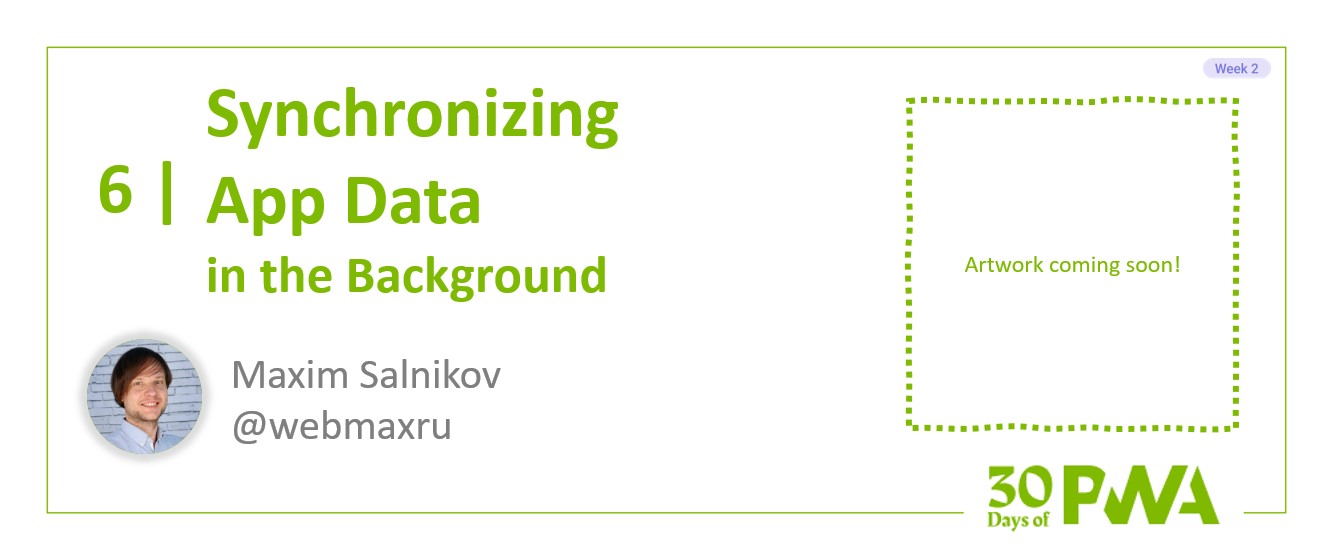 Week 2
Synchronizing
6 | App Data
in the Background
Artwork coming soon!
Maxim Salnikov
@webmaxru
30
Days of
PWA